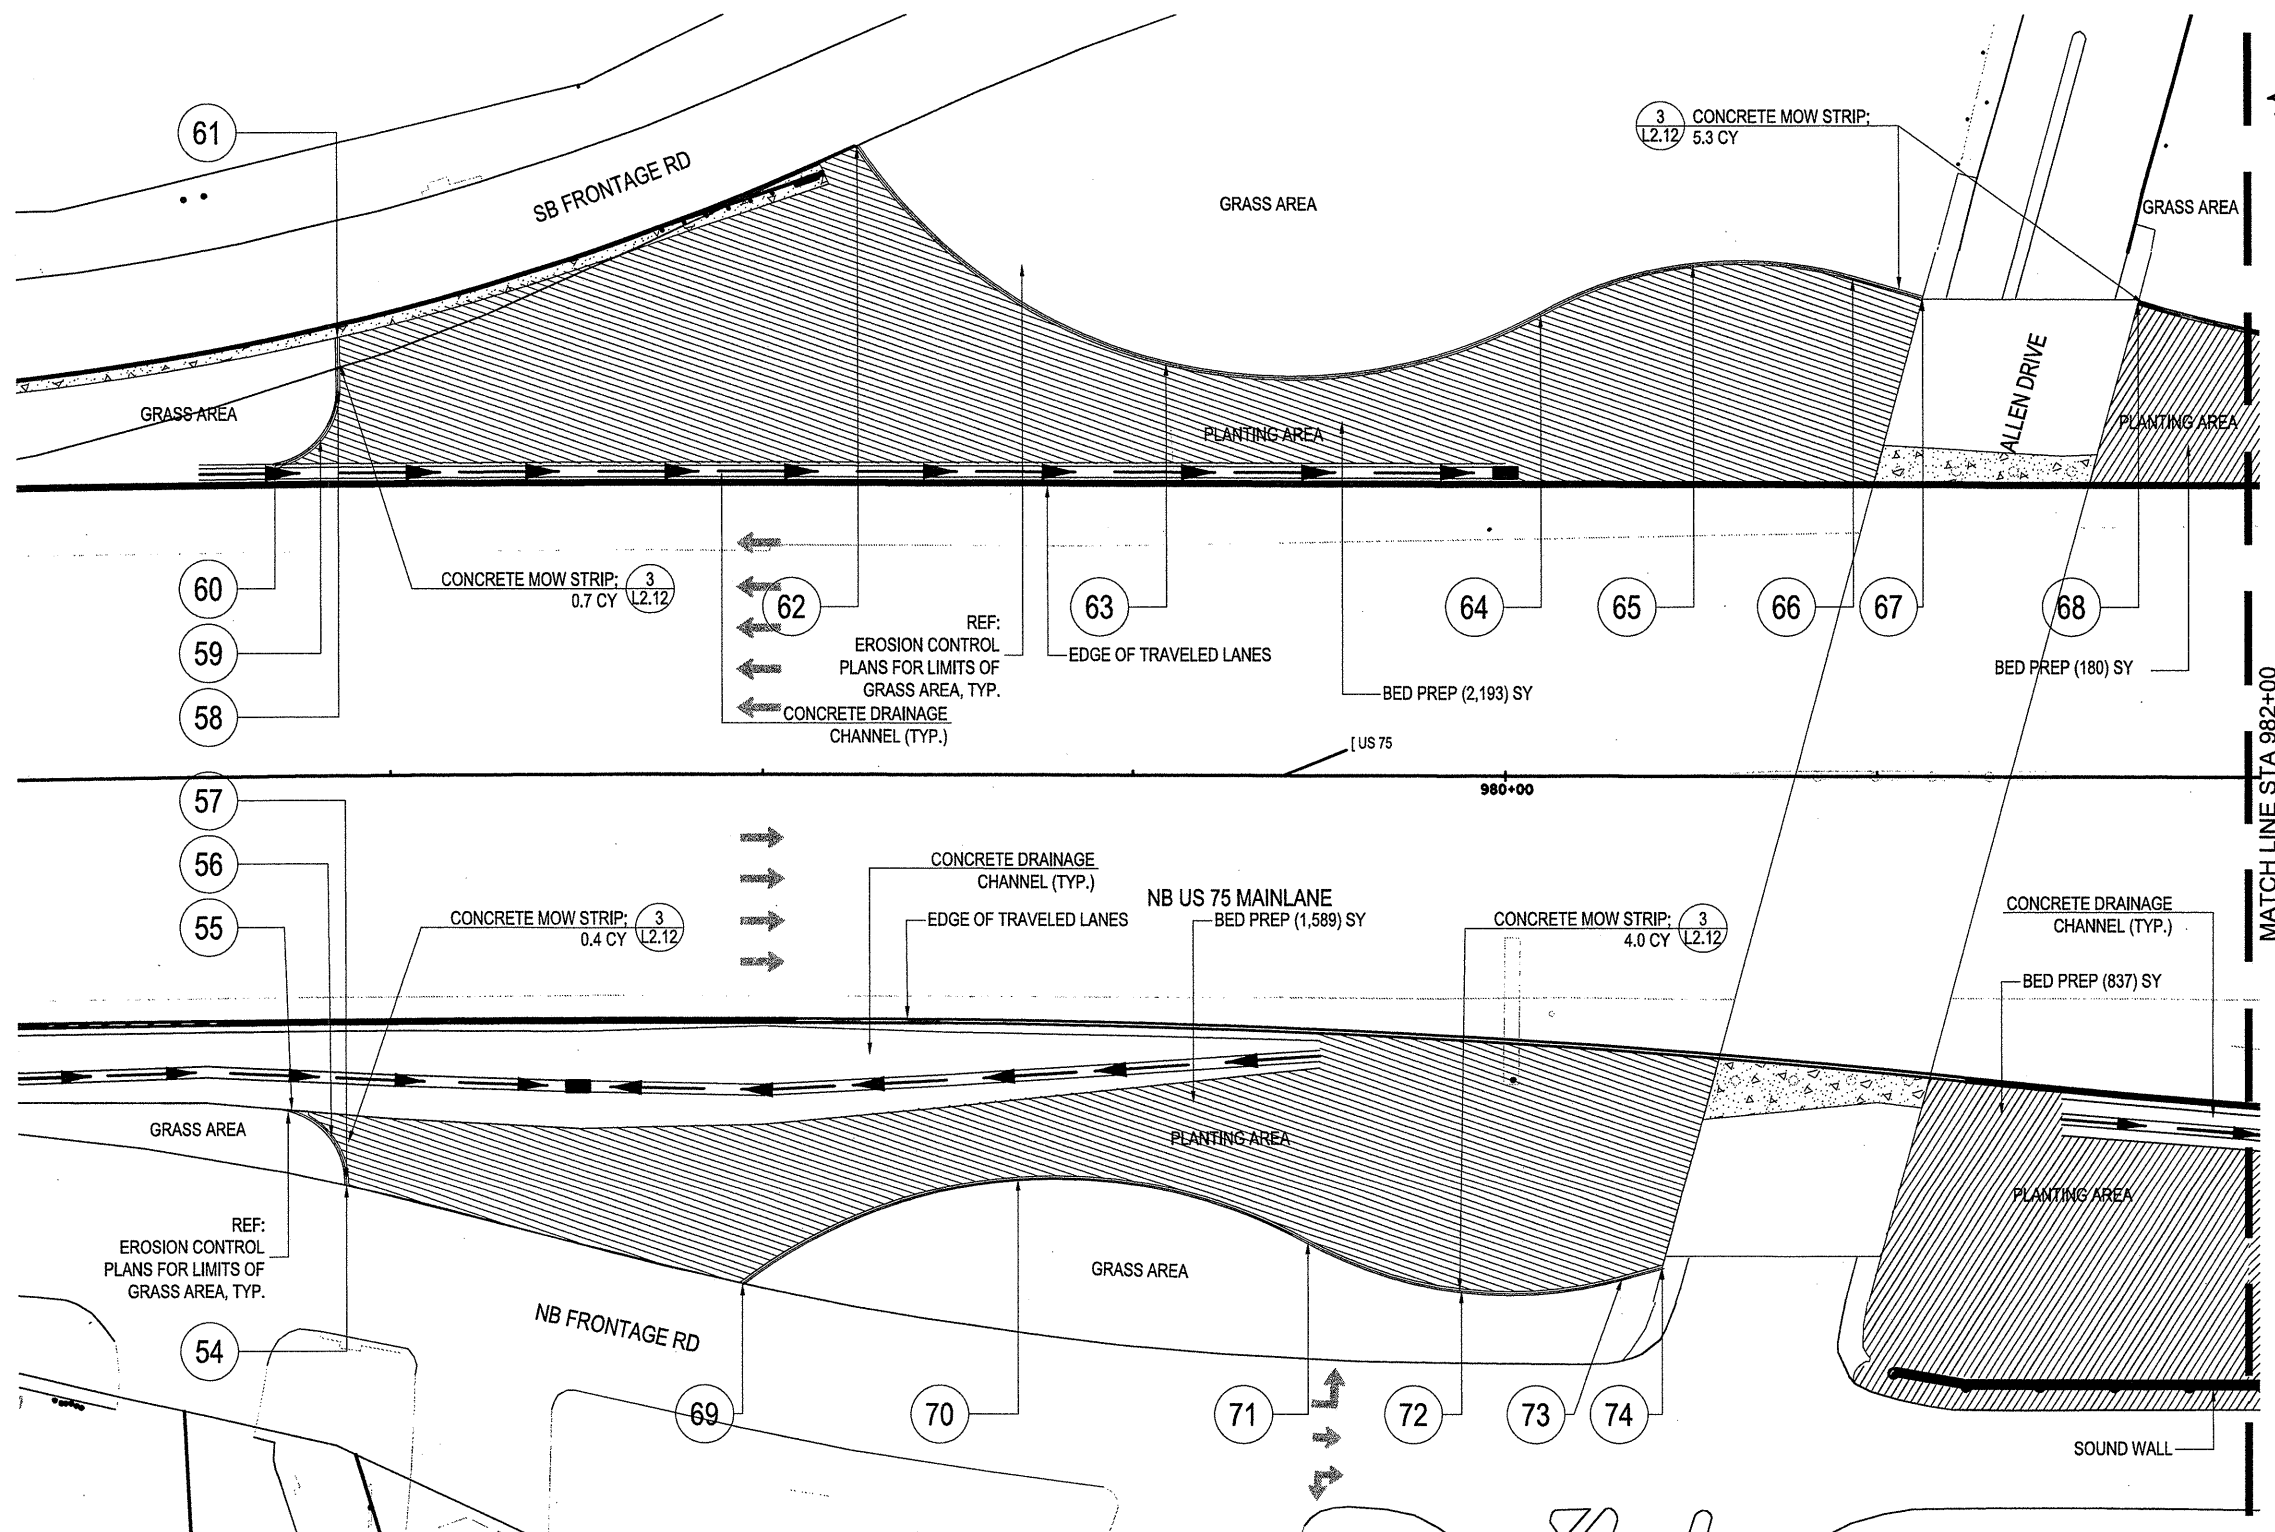 61
SB FRONTAGE RD
3
L2.12
CONCRETE MOW STRIP;
5.3 CY
GRASS AREA
GRASS AREA
GRASS AREA
PLANTING AREA
ALLEN DRIVE
PLANTING AREA
60
59
58
CONCRETE MOW STRIP;
0.7 CY
3
L2.12
62
63
64
65
66
67
68
REF:
EROSION CONTROL
PLANS FOR LIMITS OF
GRASS AREA, TYP.
EDGE OF TRAVELED LANES
BED PREP (2,193) SY
BED PREP (180) SY
CONCRETE DRAINAGE
CHANNEL (TYP.)
[ US 75
980+00
MATCH LINE STA 982+00
57
56
55
CONCRETE MOW STRIP;
0.4 CY
3
L2.12
CONCRETE DRAINAGE
CHANNEL (TYP.)
EDGE OF TRAVELED LANES
NB US 75 MAINLANE
BED PREP (1,589) SY
CONCRETE MOW STRIP;
4.0 CY
3
L2.12
CONCRETE DRAINAGE
CHANNEL (TYP.)
BED PREP (837) SY
GRASS AREA
PLANTING AREA
PLANTING AREA
REF:
EROSION CONTROL
PLANS FOR LIMITS OF
GRASS AREA, TYP.
GRASS AREA
NB FRONTAGE RD
54
69
70
71
72
73
74
SOUND WALL